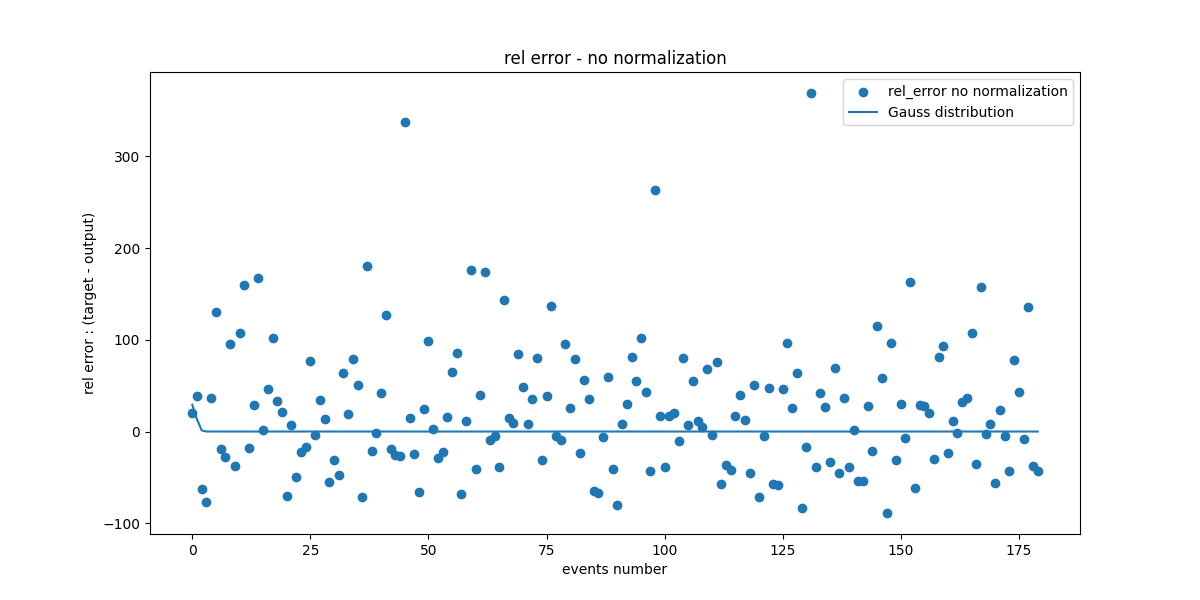 rel error - no normalization
rel_error no normalization
Gauss distribution
rel error : (target - output)
300
200
100
0
−100
0 25 50 75 100 125 150 175
events number